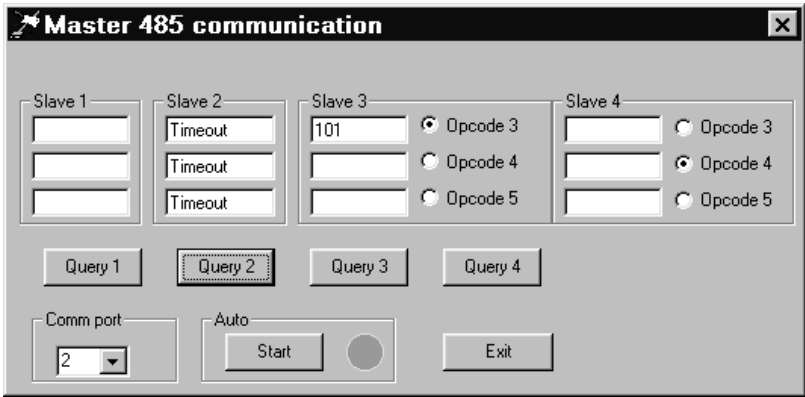 Master 485 communication
Slave 1 Slave 2 Slave 3 Slave 4
Timeout 101 Opcode 3 Opcode 3
Timeout Opcode 4 Opcode 4
Timeout Opcode 5 Opcode 5
Query 1 Query 2 Query 3 Query 4
Comm port Auto
2 Start Exit